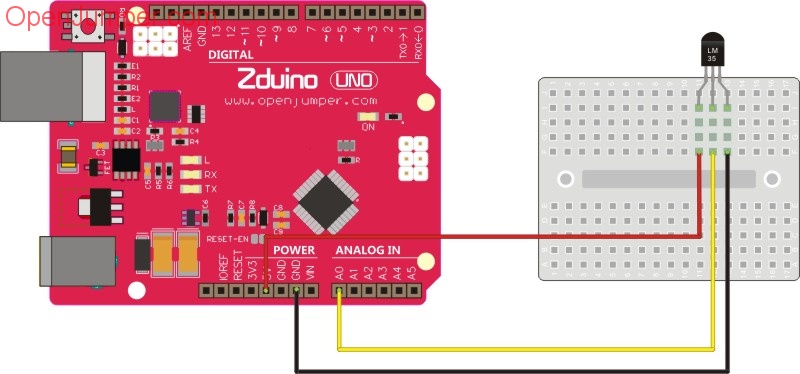 OpenJumper.com
AREF
GND
13
12
~11
~10
~9
8
7
~6
~5
4
~3
2
TX0→1
RX0←0
DIGITAL
Zduino UNO
www.openjumper.com
LM
35
E1
R2
R1
E2
L
C1
C2
C4
R4
C3
FET
C5
R5
R6
L
RX
TX
ON
R
C6
R7
C7
R8
C8
C9
RESET-EN
POWER
ANALOG IN
IOREF
RESET
3V3
5V
GND
GND
VIN
A0
A1
A2
A3
A4
A5